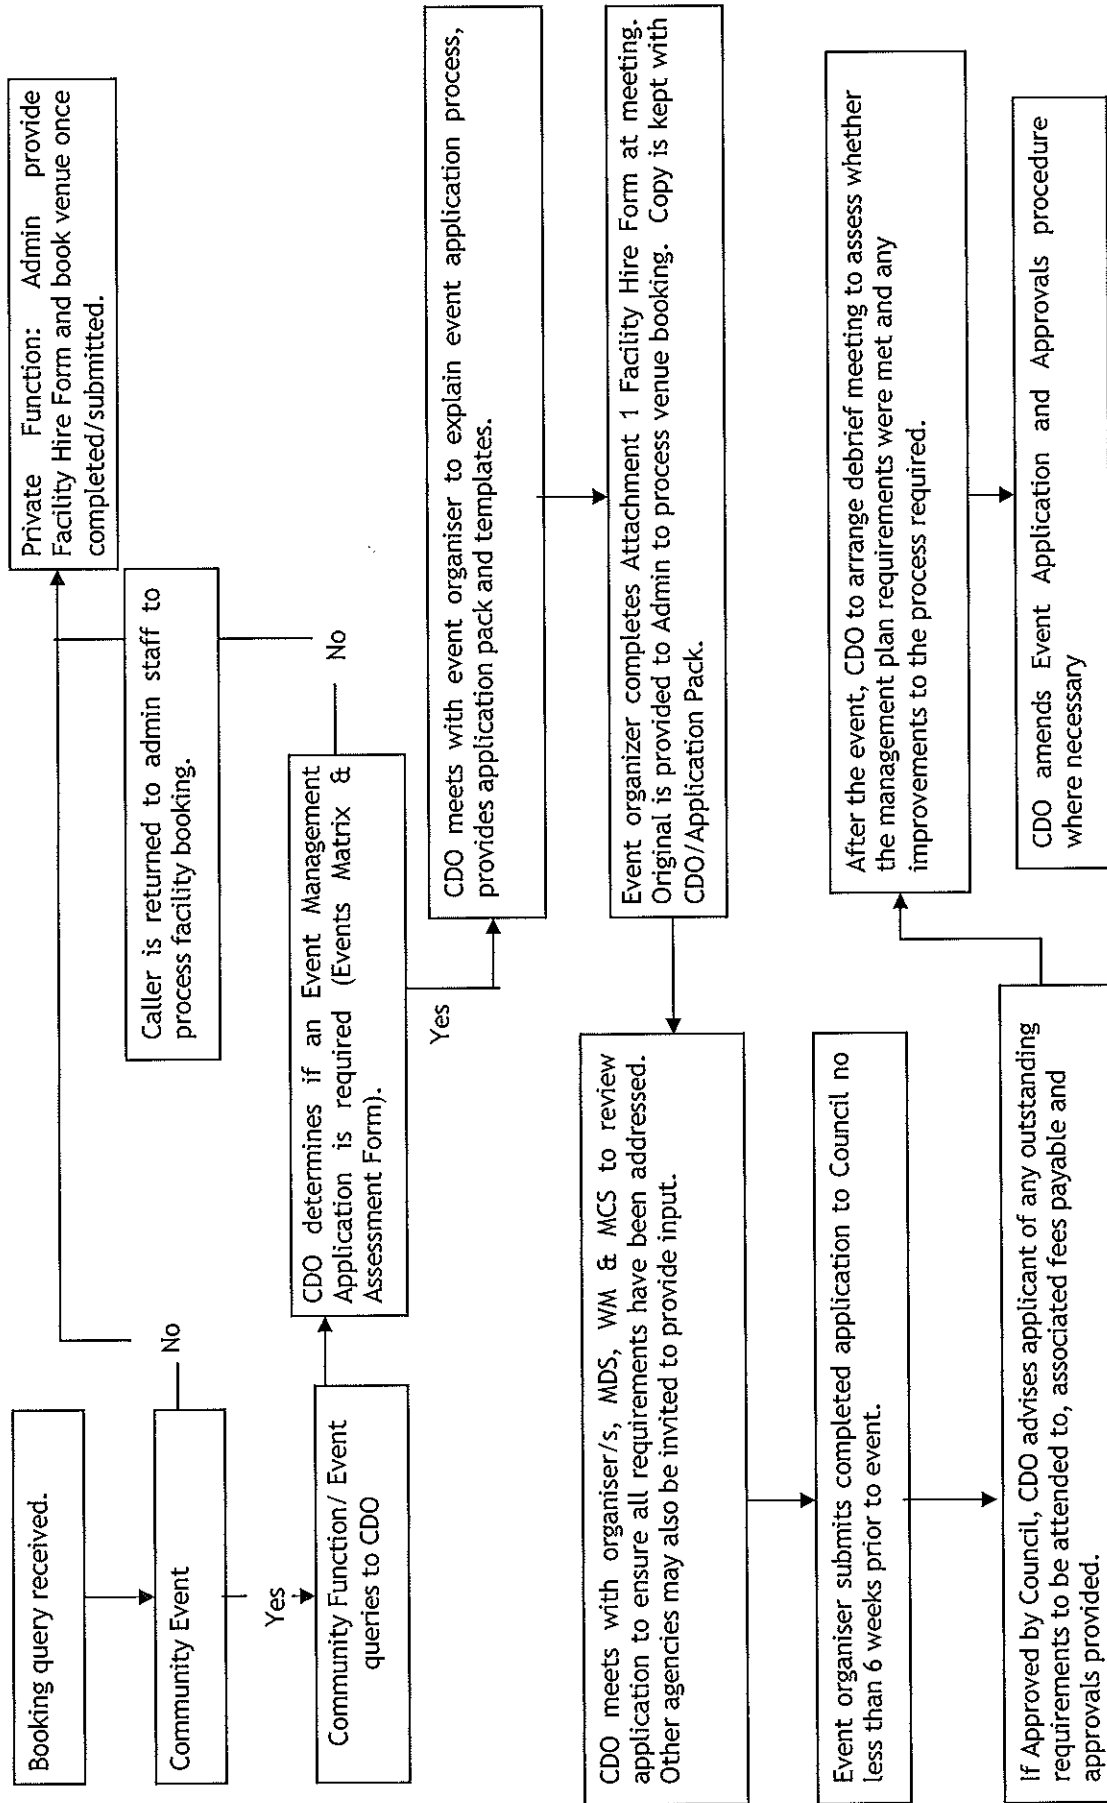 Booking query received.
Community Event
No
Yes
Community Function/ Event
queries to CDO
Private Function: Admin provide
Facility Hire Form and book venue once
completed/submitted.
Caller is returned to admin staff to
process facility booking.
No
CDO determines if an Event Management
Application is required (Events Matrix &
Assessment Form).
Yes
CDO meets with event organiser to explain event application process,
provides application pack and templates.
Event organizer completes Attachment 1 Facility Hire Form at meeting.
Original is provided to Admin to process venue booking. Copy is kept with
CDO/Application Pack.
CDO meets with organiser/s, MDS, WM & MCS to review
application to ensure all requirements have been addressed.
Other agencies may also be invited to provide input.
Event organiser submits completed application to Council no
less than 6 weeks prior to event.
If Approved by Council, CDO advises applicant of any outstanding
requirements to be attended to, associated fees payable and
approvals provided.
After the event, CDO to arrange debrief meeting to assess whether
the management plan requirements were met and any
improvements to the process required.
CDO amends Event Application and Approvals procedure
where necessary